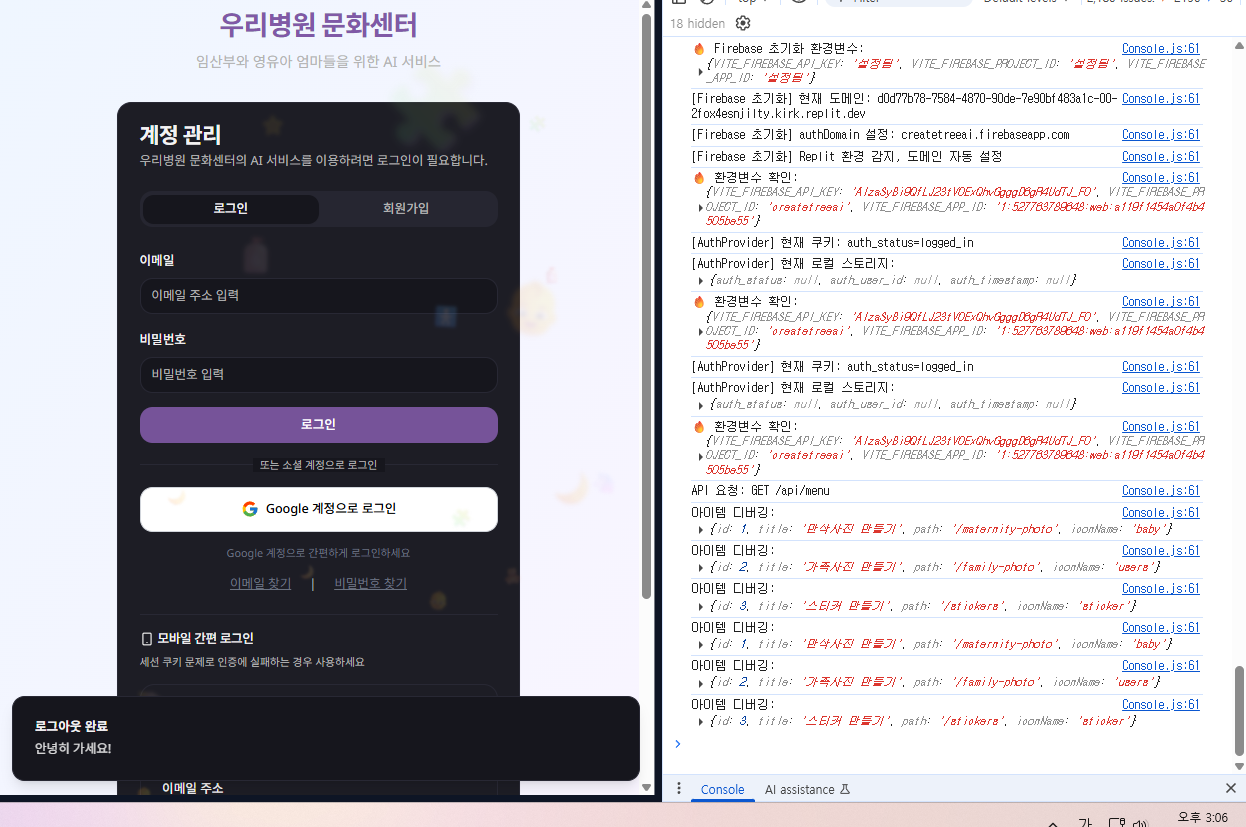 우리병원 문화센터
임산부와 영유아 엄마들을 위한 AI 서비스
계정 관리
우리병원 문화센터의 AI 서비스를 이용하려면 로그인이 필요합니다.
로그인 회원가입
이메일
이메일 주소 입력
비밀번호
비밀번호 입력
로그인
또는 소셜 계정으로 로그인
Google 계정으로 로그인
Google 계정으로 간편하게 로그인하세요
이메일 찾기 | 비밀번호 찾기
모바일 간편 로그인
세션 쿠키 문제로 인증에 실패하는 경우 사용하세요
로그아웃 완료
안녕히 가세요!
이메일 주소
18 hidden
🔥 Firebase 초기화 환경변수: Console.js:61
{VITE_FIREBASE_API_KEY: '설정됨', VITE_FIREBASE_PROJECT_ID: '설정됨', VITE_FIREBASE
_APP_ID: '설정됨'}
[Firebase 초기화] 현재 도메인: d0d77b78-7584-4870-90de-7e90bf483a1c-00- Console.js:61
2fox4esnjilty.kirk.replit.dev
[Firebase 초기화] authDomain 설정: createtreeai.firebaseapp.com Console.js:61
[Firebase 초기화] Replit 환경 감지, 도메인 자동 설정 Console.js:61
🔥 환경변수 확인: Console.js:61
{VITE_FIREBASE_API_KEY: VITE_FIREBASE_PR
OJECT_ID: 'createtreeai', VITE_FIREBASE_APP_ID:
[AuthProvider] 현재 쿠키: auth_status=logged_in Console.js:61
[AuthProvider] 현재 로컬 스토리지: Console.js:61
{auth_status: null, auth_user_id: null, auth_timestamp: null}
🔥 환경변수 확인: Console.js:61
{VITE_FIREBASE_API_KEY: VITE_FIREBASE_PR
OJECT_ID: 'createtreeai', VITE_FIREBASE_APP_ID:
[AuthProvider] 현재 쿠키: auth_status=logged_in Console.js:61
[AuthProvider] 현재 로컬 스토리지: Console.js:61
{auth_status: null, auth_user_id: null, auth_timestamp: null}
🔥 환경변수 확인: Console.js:61
{VITE_FIREBASE_API_KEY: VITE_FIREBASE_PR
OJECT_ID: 'createtreeai', VITE_FIREBASE_APP_ID:
API 요청: GET /api/menu Console.js:61
아이템 디버깅: Console.js:61
{id: 1, title: '만삭사진 만들기', path: '/maternity-photo', iconName: 'baby'}
아이템 디버깅: Console.js:61
{id: 2, title: '가족사진 만들기', path: '/family-photo', iconName: 'users'}
아이템 디버깅: Console.js:61
{id: 3, title: '스티커 만들기', path: '/stickers', iconName: 'sticker'}
아이템 디버깅: Console.js:61
{id: 1, title: '만삭사진 만들기', path: '/maternity-photo', iconName: 'baby'}
아이템 디버깅: Console.js:61
{id: 2, title: '가족사진 만들기', path: '/family-photo', iconName: 'users'}
아이템 디버깅: Console.js:61
{id: 3, title: '스티커 만들기', path: '/stickers', iconName: 'sticker'}
Console AI assistance
가 오후 3:06